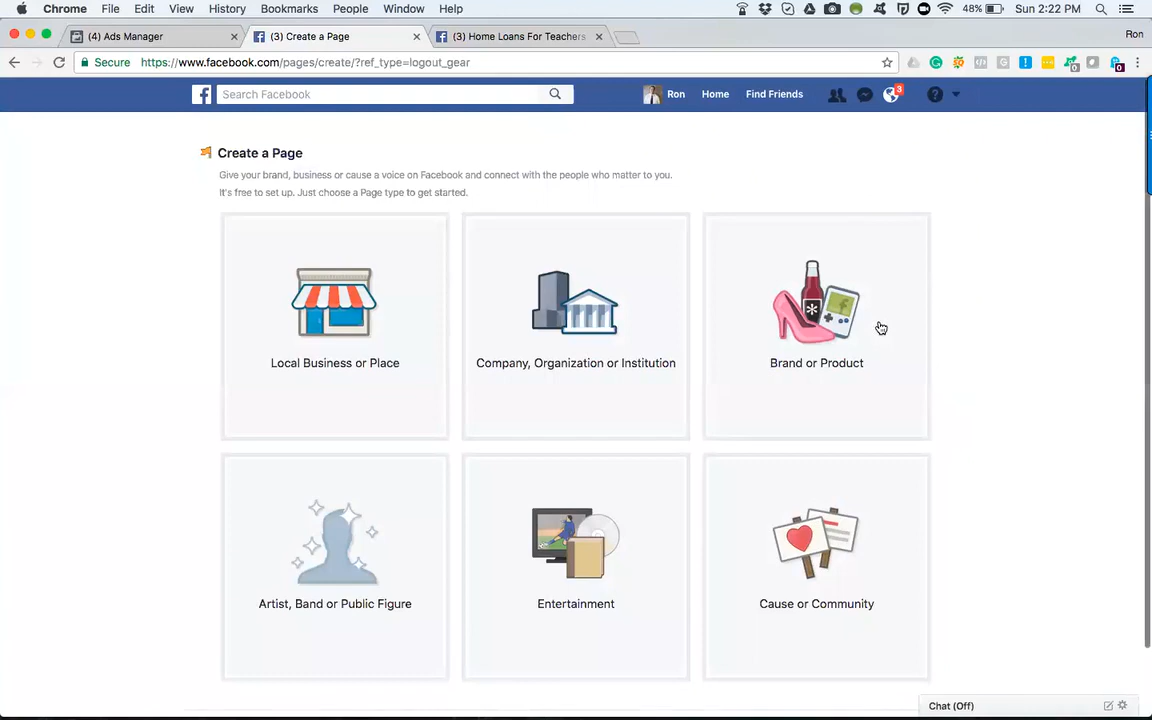 Chrome File Edit View History Bookmarks People Window Help 48% Sun 2:22 PM
(4) Ads Manager (3) Create a Page (3) Home Loans For Teachers Ron
Secure https://www.facebook.com/pages/create/?ref_type=logout_gear
Search Facebook Ron Home Find Friends 3
Create a Page
Give your brand, business or cause a voice on Facebook and connect with the people who matter to you.
It's free to set up. Just choose a Page type to get started.
Local Business or Place Company, Organization or Institution Brand or Product
Artist, Band or Public Figure Entertainment Cause or Community
Chat (Off)